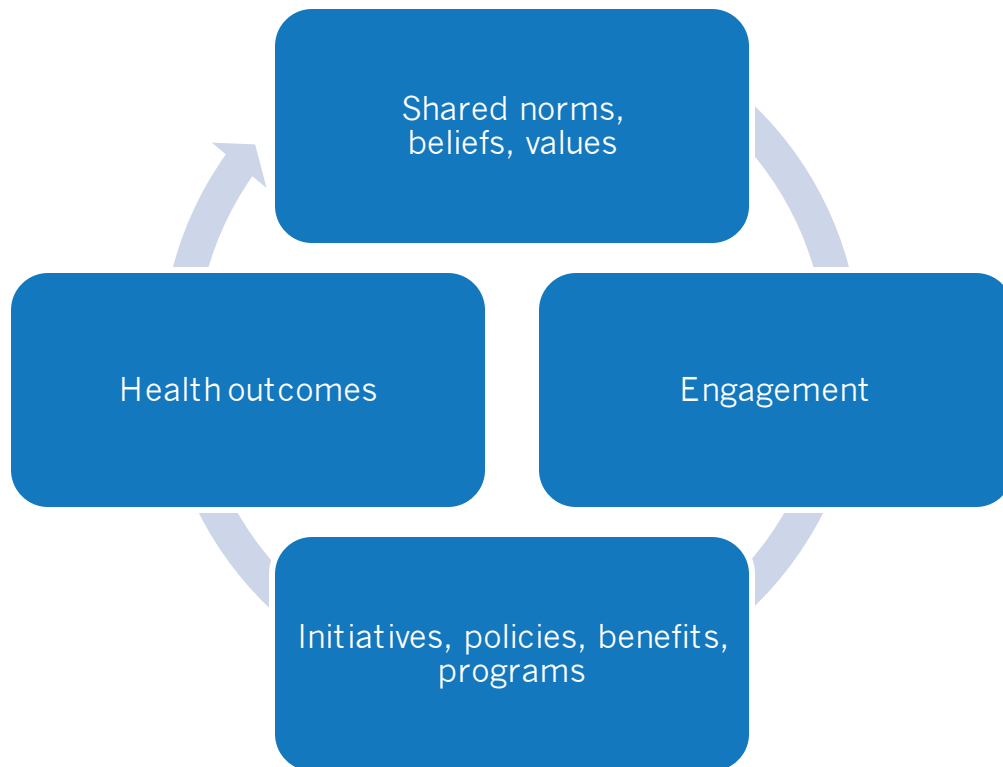 Shared norms,
beliefs, values
Health outcomes
Engagement
Initiatives, policies, benefits,
programs